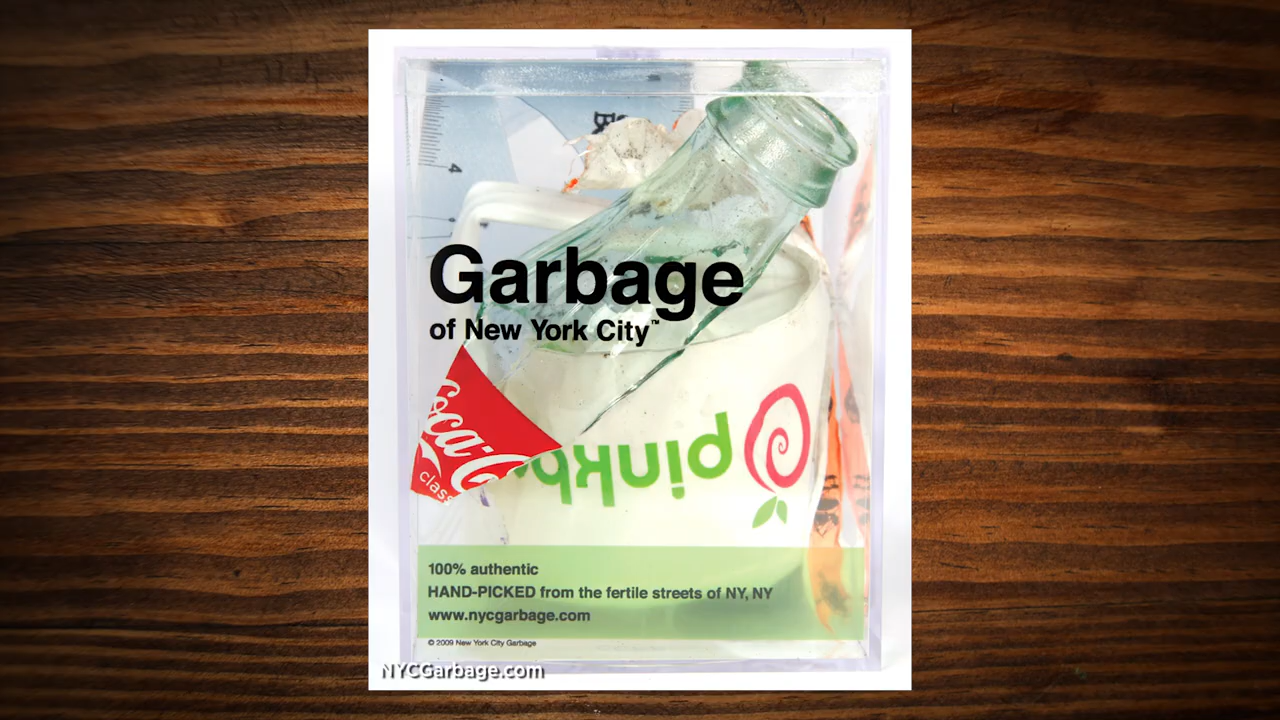 4
Garbage
of New York City™
Coca-C
class
pinkb
100% authentic
HAND-PICKED from the fertile streets of NY, NY
www.nycgarbage.com
© 2009 New York City Garbage
NYCGarbage.com